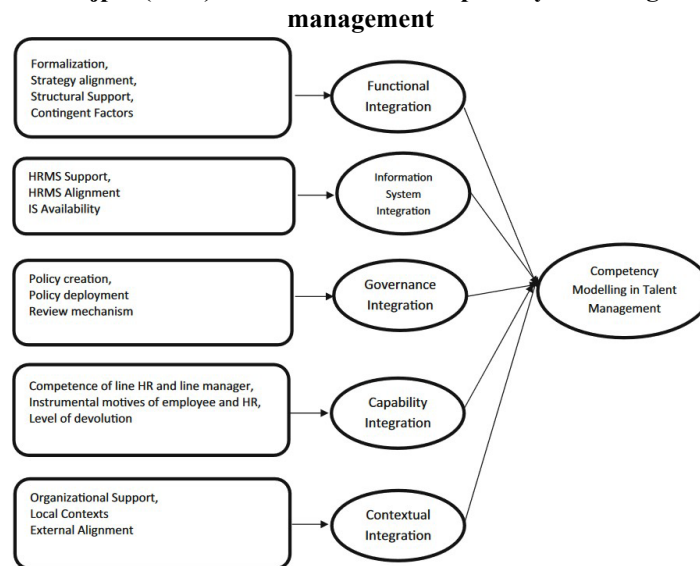 management
Formalization,
Strategy alignment,
Structural Support,
Contingent Factors
Functional
Integration
HRMS Support,
HRMS Alignment
IS Availability
Information
System
Integration
Policy creation,
Policy deployment
Review mechanism
Governance
Integration
Competency
Modelling in Talent
Management
Competence of line HR and line manager,
Instrumental motives of employee and HR,
Level of devolution
Capability
Integration
Organizational Support,
Local Contexts
External Alignment
Contextual
Integration